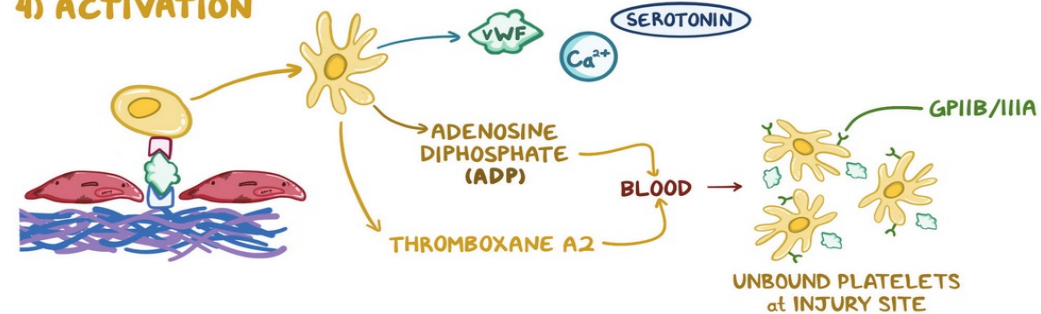 4) ACTIVATION
SEROTONIN
vWF
Ca2+
GPIIB/IIIA
ADENOSINE
DIPHOSPHATE
(ADP)
BLOOD
THROMBOXANE A2
UNBOUND PLATELETS
at INJURY SITE